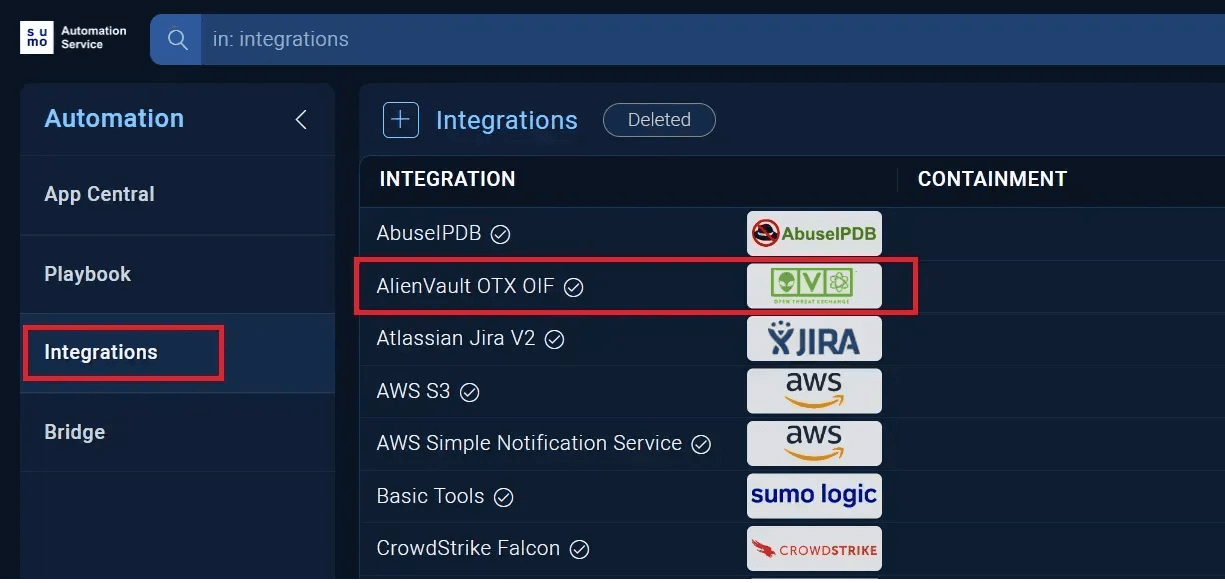 su
mo
Automation
Service
in: integrations
Automation
App Central
Playbook
Integrations
Bridge
Integrations
Deleted
INTEGRATION
CONTAINMENT
AbuseIPDB
AbuseIPDB
AlienVault OTX OIF
OPEN THREAT EXCHANGE
Atlassian Jira V2
JIRA
AWS S3
aws
AWS Simple Notification Service
aws
Basic Tools
sumo logic
CrowdStrike Falcon
CROWDSTRIKE